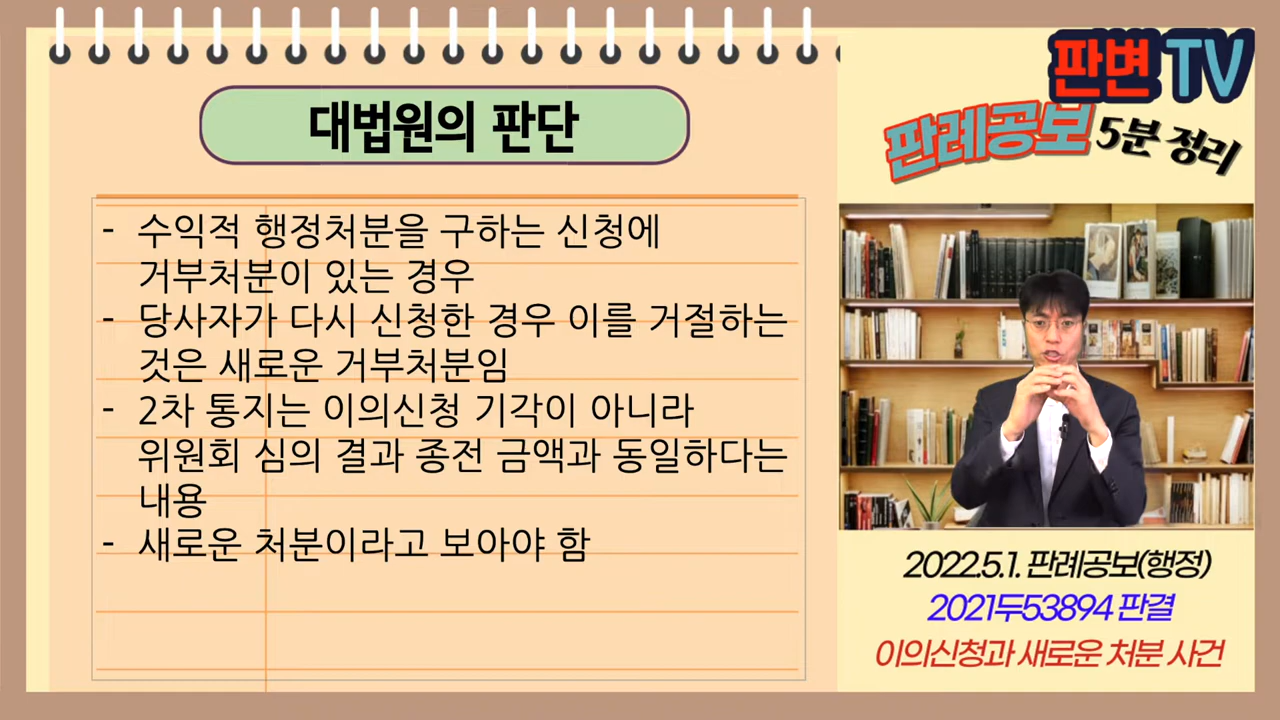 대법원의 판단
- 수익적 행정처분을 구하는 신청에
거부처분이 있는 경우
- 당사자가 다시 신청한 경우 이를 거절하는
것은 새로운 거부처분임
- 2차 통지는 이의신청 기각이 아니라
위원회 심의 결과 종전 금액과 동일하다는
내용
- 새로운 처분이라고 보아야 함
판변 TV
판례공보 5분 정리
2022.5.1. 판례공보(행정)
2021두53894 판결
이의신청과 새로운 처분 사건